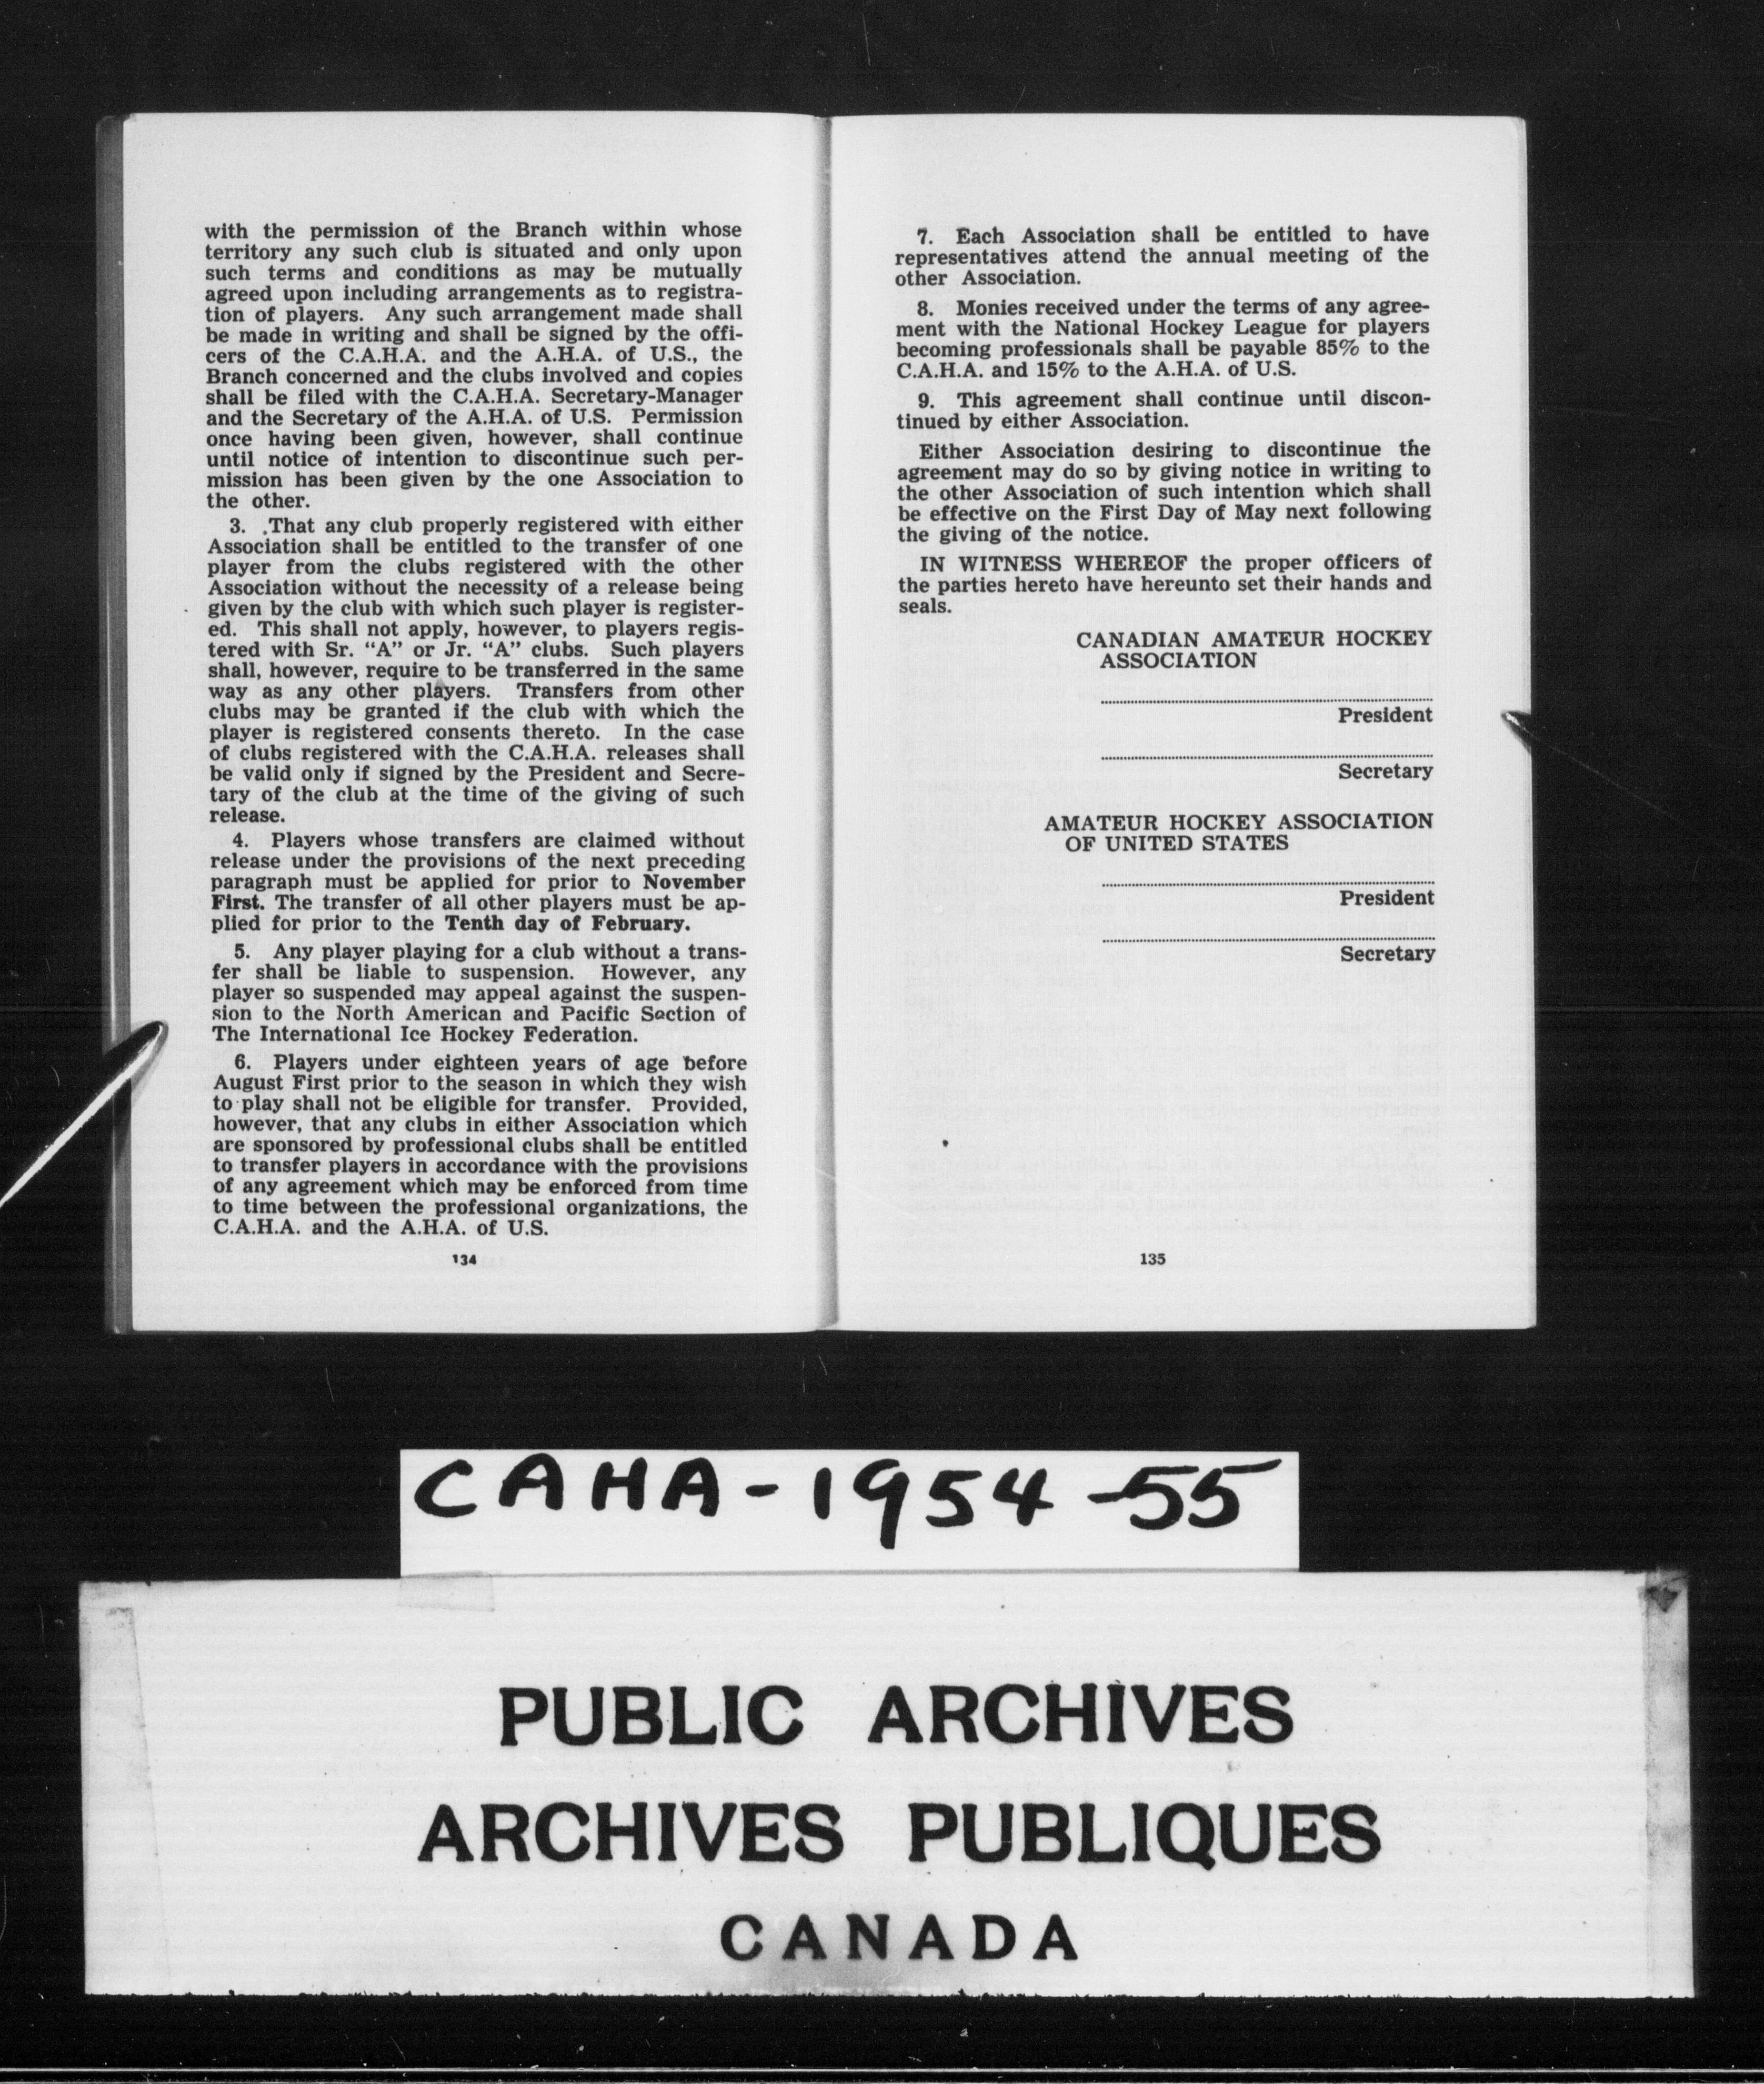 with the permission of the Branch within whose
territory any such club is situated and only upon
such terms and conditions as may be mutually
agreed upon including arrangements as to registra-
tion of players. Any such arrangement made shall
be made in writing and shall be signed by the offi-
cers of the C.A.H.A. and the A.H.A. of U.S., the
Branch concerned and the clubs involved and copies
shall be filed with the C.A.H.A. Secretary-Manager
and the Secretary of the A.H.A. of U.S. Permission
once having been given, however, shall continue
until notice of intention to discontinue such per-
mission has been given by the one Association to
the other.
3. .That any club properly registered with either
Association shall be entitled to the transfer of one
player from the clubs registered with the other
Association without the necessity of a release being
given by the club with which such player is register-
ed. This shall not apply, however, to players regis-
tered with Sr. “A” or Jr. “A” clubs. Such players
shall, however, require to be transferred in the same
way as any other players. Transfers from other
clubs may be granted if the club with which the
player is registered consents thereto. In the case
of clubs registered with the C.A.H.A. releases shall
be valid only if signed by the President and Secre-
tary of the club at the time of the giving of such
release.
4. Players whose transfers are claimed without
release under the provisions of the next preceding
paragraph must be applied for prior to November
First. The transfer of all other players must be ap-
plied for prior to the Tenth day of February.
5. Any player playing for a club without a trans-
fer shall be liable to suspension. However, any
player so suspended may appeal against the suspen-
sion to the North American and Pacific Section of
The International Ice Hockey Federation.
6. Players under eighteen years of age before
August First prior to the season in which they wish
to play shall not be eligible for transfer. Provided,
however, that any clubs in either Association which
are sponsored by professional clubs shall be entitled
to transfer players in accordance with the provisions
of any agreement which may be enforced from time
to time between the professional organizations, the
C.A.H.A. and the A.H.A. of U.S.
134
7. Each Association shall be entitled to have
representatives attend the annual meeting of the
other Association.
8. Monies received under the terms of any agree-
ment with the National Hockey League for players
becoming professionals shall be payable 85% to the
C.A.H.A. and 15% to the A.H.A. of U.S.
9. This agreement shall continue until discon-
tinued by either Association.
Either Association desiring to discontinue the
agreement may do so by giving notice in writing to
the other Association of such intention which shall
be effective on the First Day of May next following
the giving of the notice.
IN WITNESS WHEREOF the proper officers of
the parties hereto have hereunto set their hands and
seals.
CANADIAN AMATEUR HOCKEY
ASSOCIATION
President
Secretary
AMATEUR HOCKEY ASSOCIATION
OF UNITED STATES
President
Secretary
135
CAHA-1954-55
PUBLIC ARCHIVES
ARCHIVES PUBLIQUES
CANADA